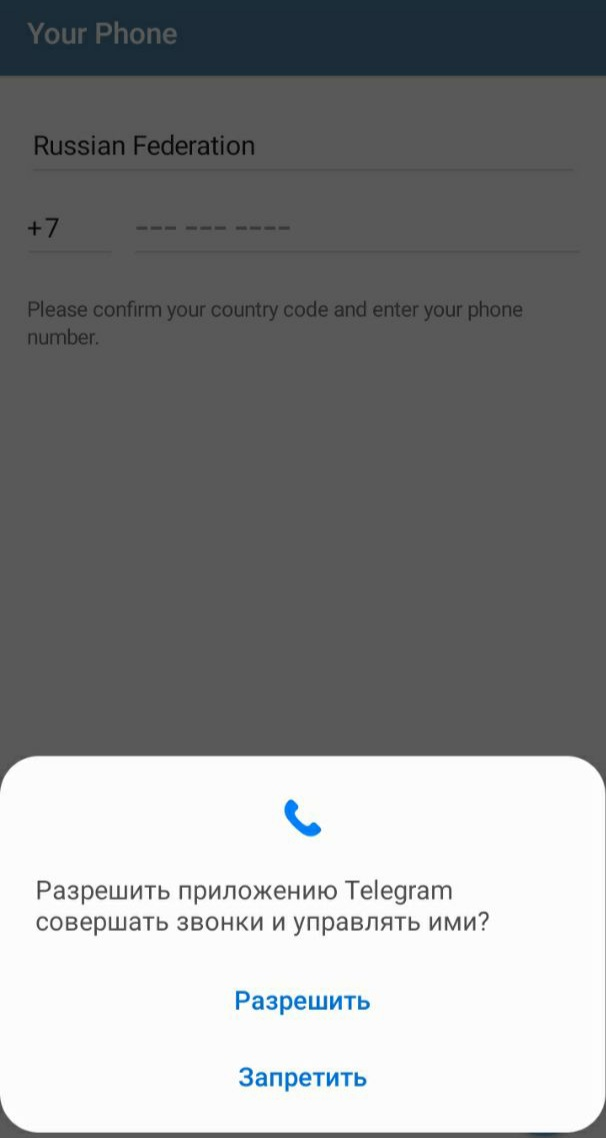 Your Phone
Russian Federation
+7 --- --- ----
Please confirm your country code and enter your phone
number.
Разрешить приложению Telegram
совершать звонки и управлять ими?
Разрешить
Запретить